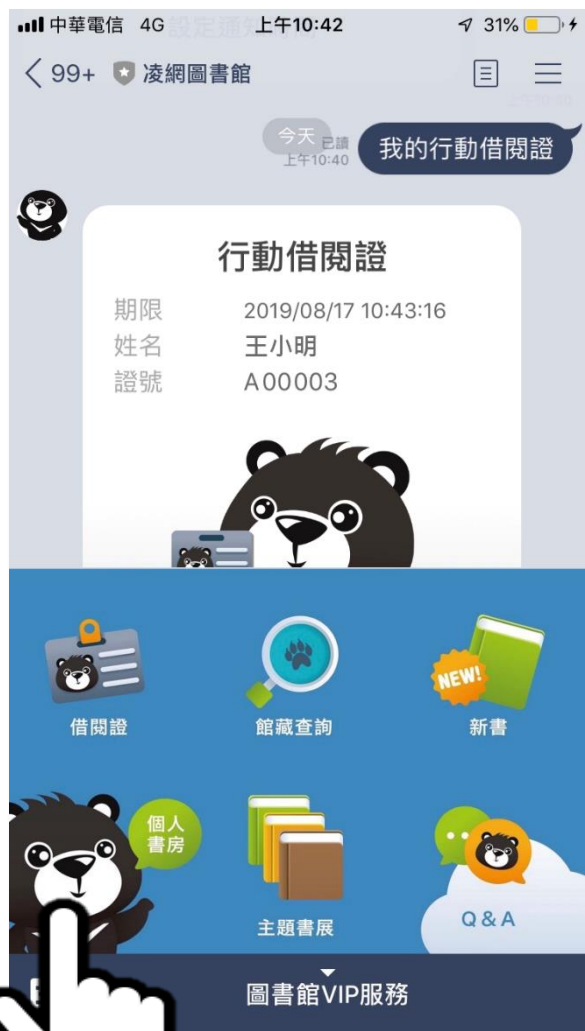 中華電信 4G 上午10:42 31%
99+ 凌網圖書館
今天
已讀
上午10:40
我的行動借閱證
行動借閱證
期限 2019/08/17 10:43:16
姓名 王小明
證號 A00003
借閱證
館藏查詢
NEW!
新書
個人
書房
主題書展
Q & A
圖書館VIP服務